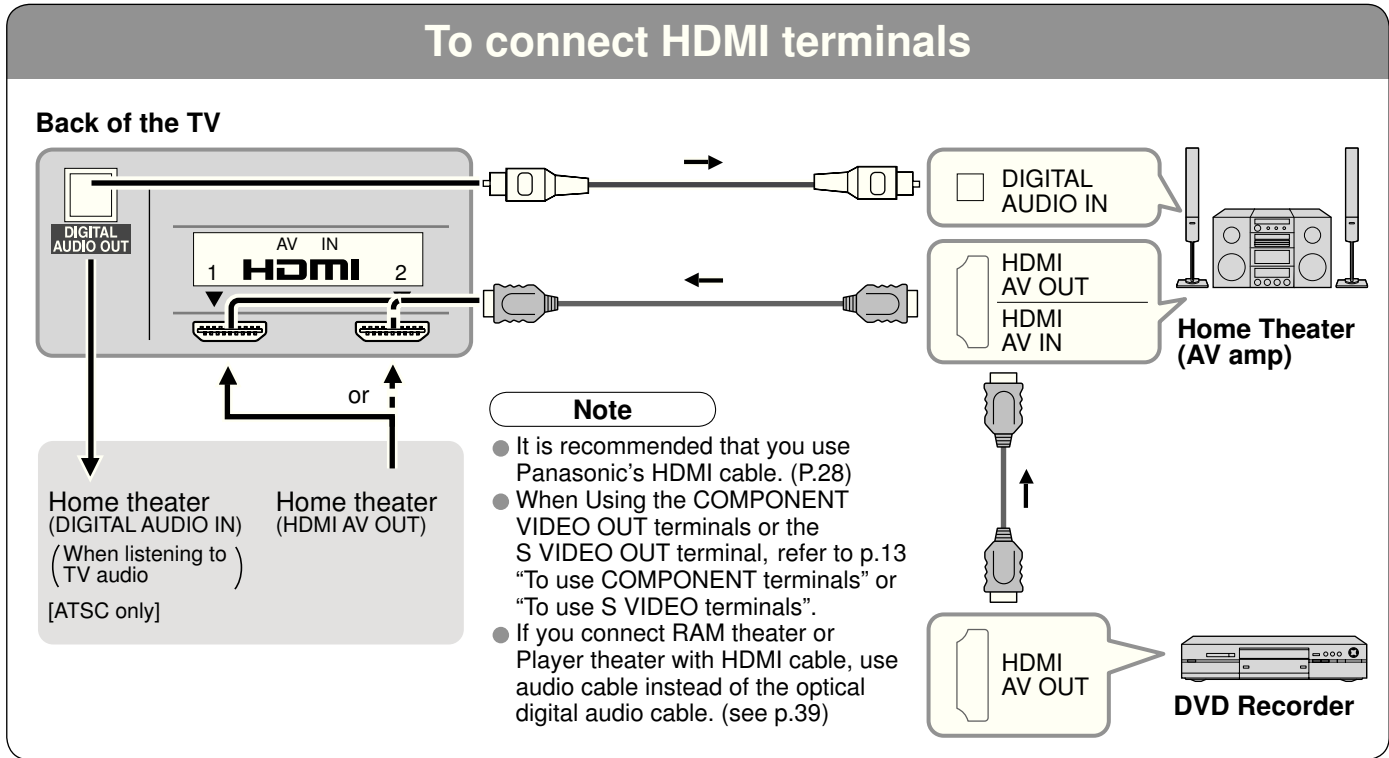 To connect HDMI terminals
Back of the TV
DIGITAL
AUDIO OUT
AV IN
1 HDMI 2
DIGITAL
AUDIO IN
HDMI
AV OUT
HDMI
AV IN
Home Theater
(AV amp)
or
Home theater
(DIGITAL AUDIO IN)
(When listening to
TV audio)
[ATSC only]
Home theater
(HDMI AV OUT)
Note
● It is recommended that you use
Panasonic's HDMI cable. (P.28)
● When Using the COMPONENT
VIDEO OUT terminals or the
S VIDEO OUT terminal, refer to p.13
“To use COMPONENT terminals” or
“To use S VIDEO terminals”.
● If you connect RAM theater or
Player theater with HDMI cable, use
audio cable instead of the optical
digital audio cable. (see p.39)
HDMI
AV OUT
DVD Recorder